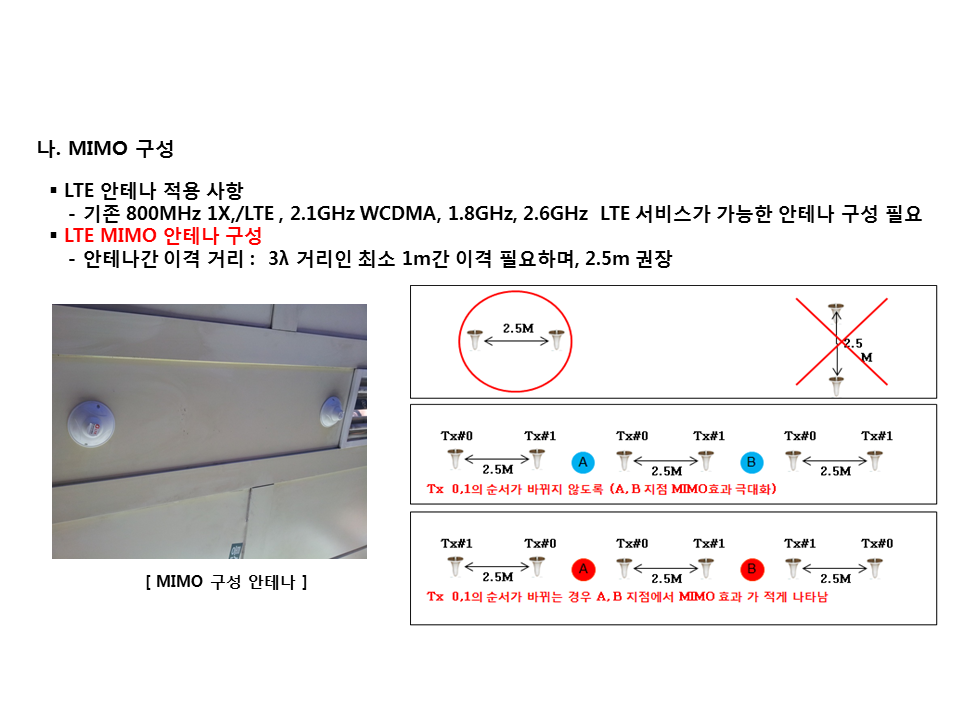 나. MIMO 구성
▪ LTE 안테나 적용 사항
- 기존 800MHz 1X,/LTE , 2.1GHz WCDMA, 1.8GHz, 2.6GHz LTE 서비스가 가능한 안테나 구성 필요
▪ LTE MIMO 안테나 구성
- 안테나간 이격 거리 : 3λ 거리인 최소 1m간 이격 필요하며, 2.5m 권장
[ MIMO 구성 안테나 ]
2.5M
2.5
M
Tx#0 Tx#1 Tx#0 Tx#1 Tx#0 Tx#1
2.5M A 2.5M B 2.5M
Tx 0,1의 순서가 바뀌지 않도록 (A, B 지점 MIMO효과 극대화)
Tx#1 Tx#0 Tx#0 Tx#1 Tx#1 Tx#0
2.5M A 2.5M B 2.5M
Tx 0,1의 순서가 바뀌는 경우 A, B 지점에서 MIMO 효과 가 적게 나타남